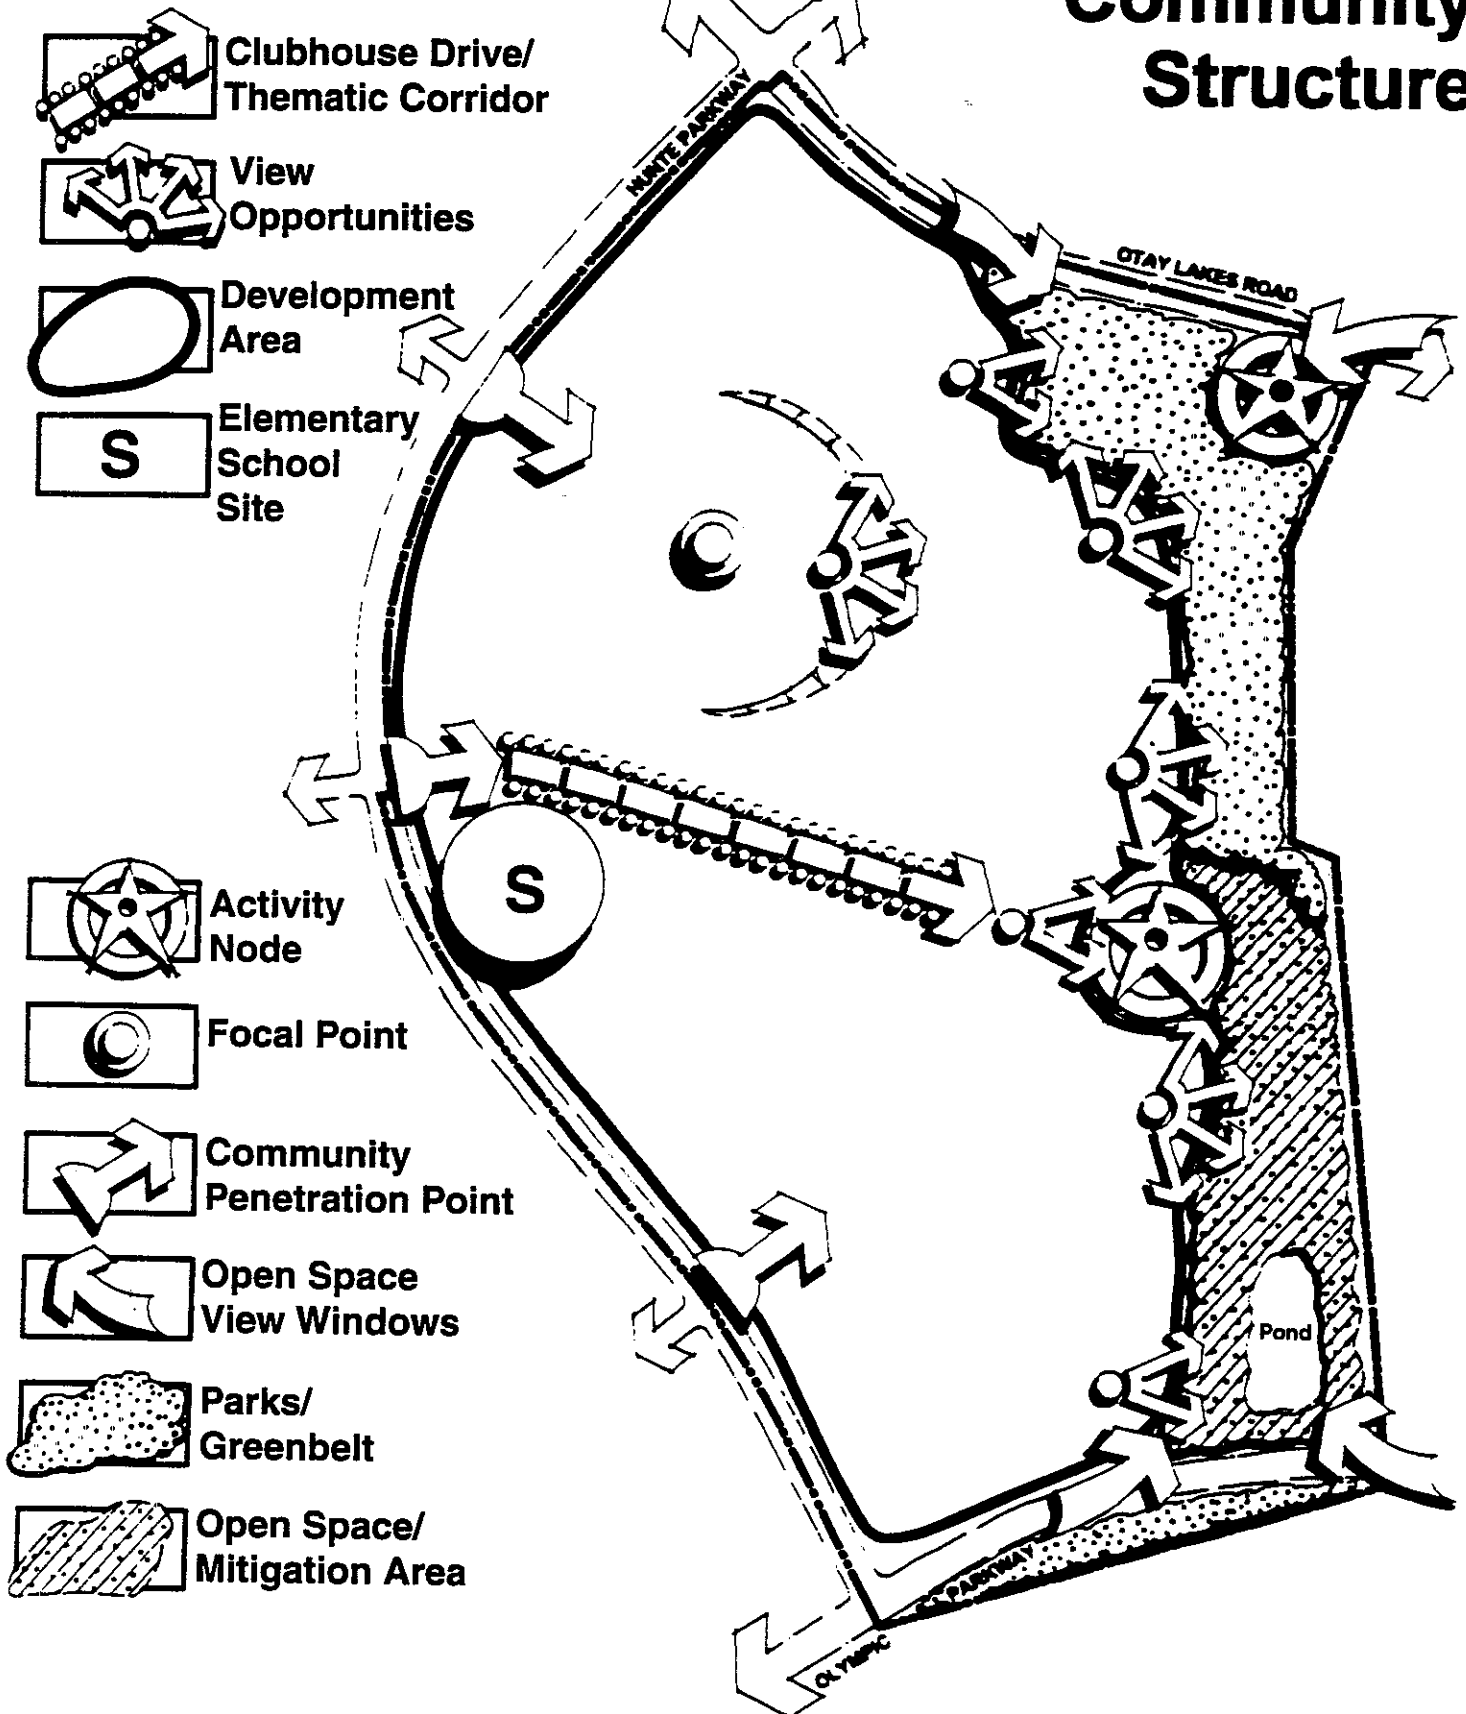 Community
Structure
Clubhouse Drive/
Thematic Corridor
View
Opportunities
Development
Area
S
Elementary
School
Site
HUNTE PARKWAY
OTAY LAKES ROAD
S
Activity
Node
Focal Point
Community
Penetration Point
Open Space
View Windows
Parks/
Greenbelt
Open Space/
Mitigation Area
Pond
OLYMPIC
PARKWAY